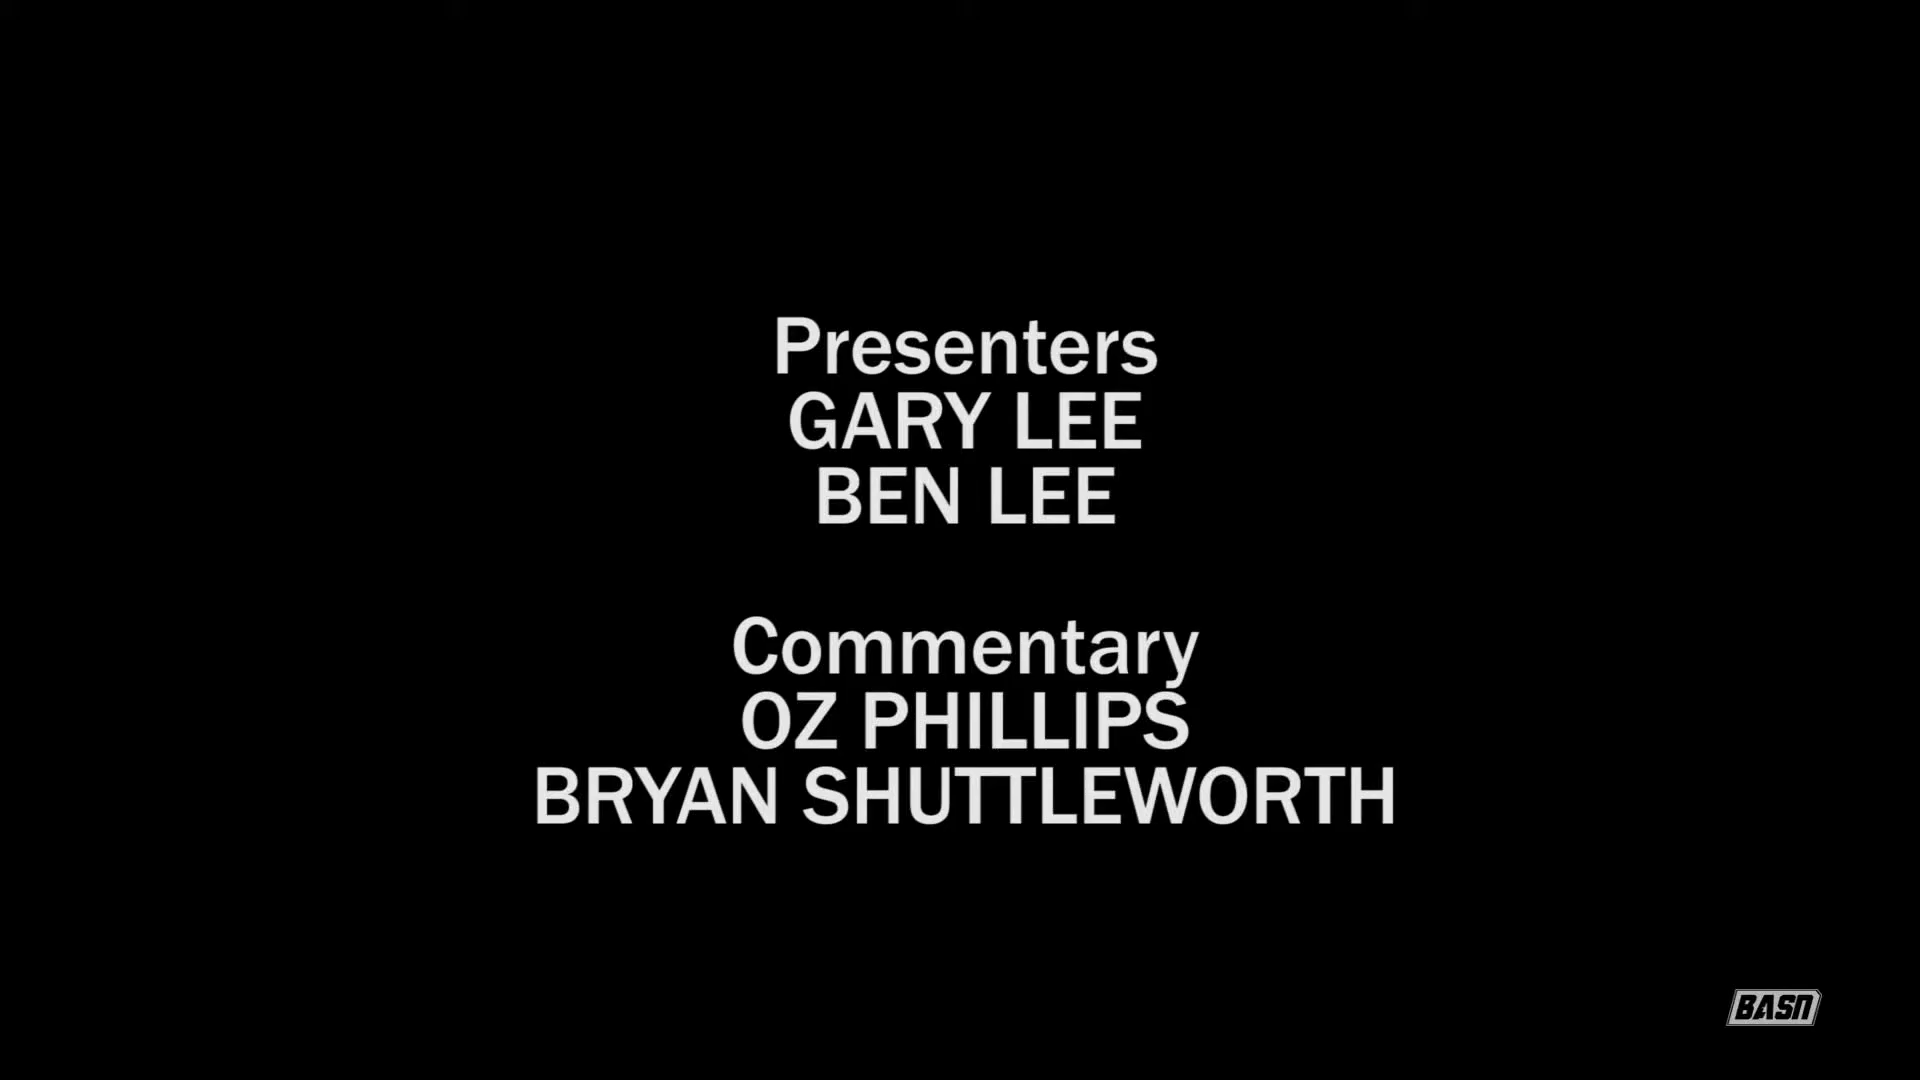 Presenters
GARY LEE
BEN LEE
Commentary
OZ PHILLIPS
BRYAN SHUTTLEWORTH
BASN